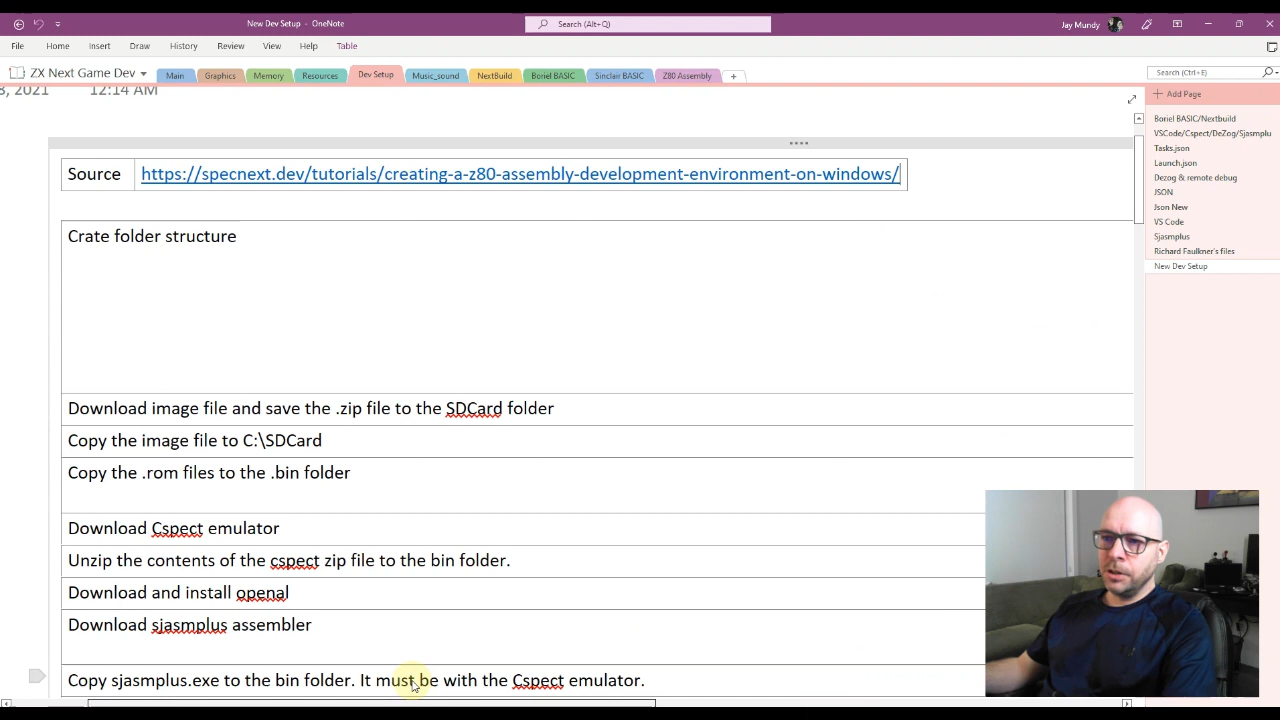 New Dev Setup - OneNote
Search (Alt+Q)
Jay Mundy
File Home Insert Draw History Review View Help Table
ZX Next Game Dev
Main Graphics Memory Resources Dev Setup Music_sound NextBuild Boriel BASIC Sinclair BASIC Z80 Assembly
Search (Ctrl+E)
8, 2021 12:14 AM
Source https://specnext.dev/tutorials/creating-a-z80-assembly-development-environment-on-windows/
Crate folder structure
Download image file and save the .zip file to the SDCard folder
Copy the image file to C:\SDCard
Copy the .rom files to the .bin folder
Download Cspect emulator
Unzip the contents of the cspect zip file to the bin folder.
Download and install openal
Download sjasmplus assembler
Copy sjasmplus.exe to the bin folder. It must be with the Cspect emulator.
Add Page
Boriel BASIC/Nextbuild
VSCode/Cspect/DeZog/Sjasmplu
Tasks.json
Launch.json
Dezog & remote debug
JSON
Json New
VS Code
Sjasmplus
Richard Faulkner's files
New Dev Setup